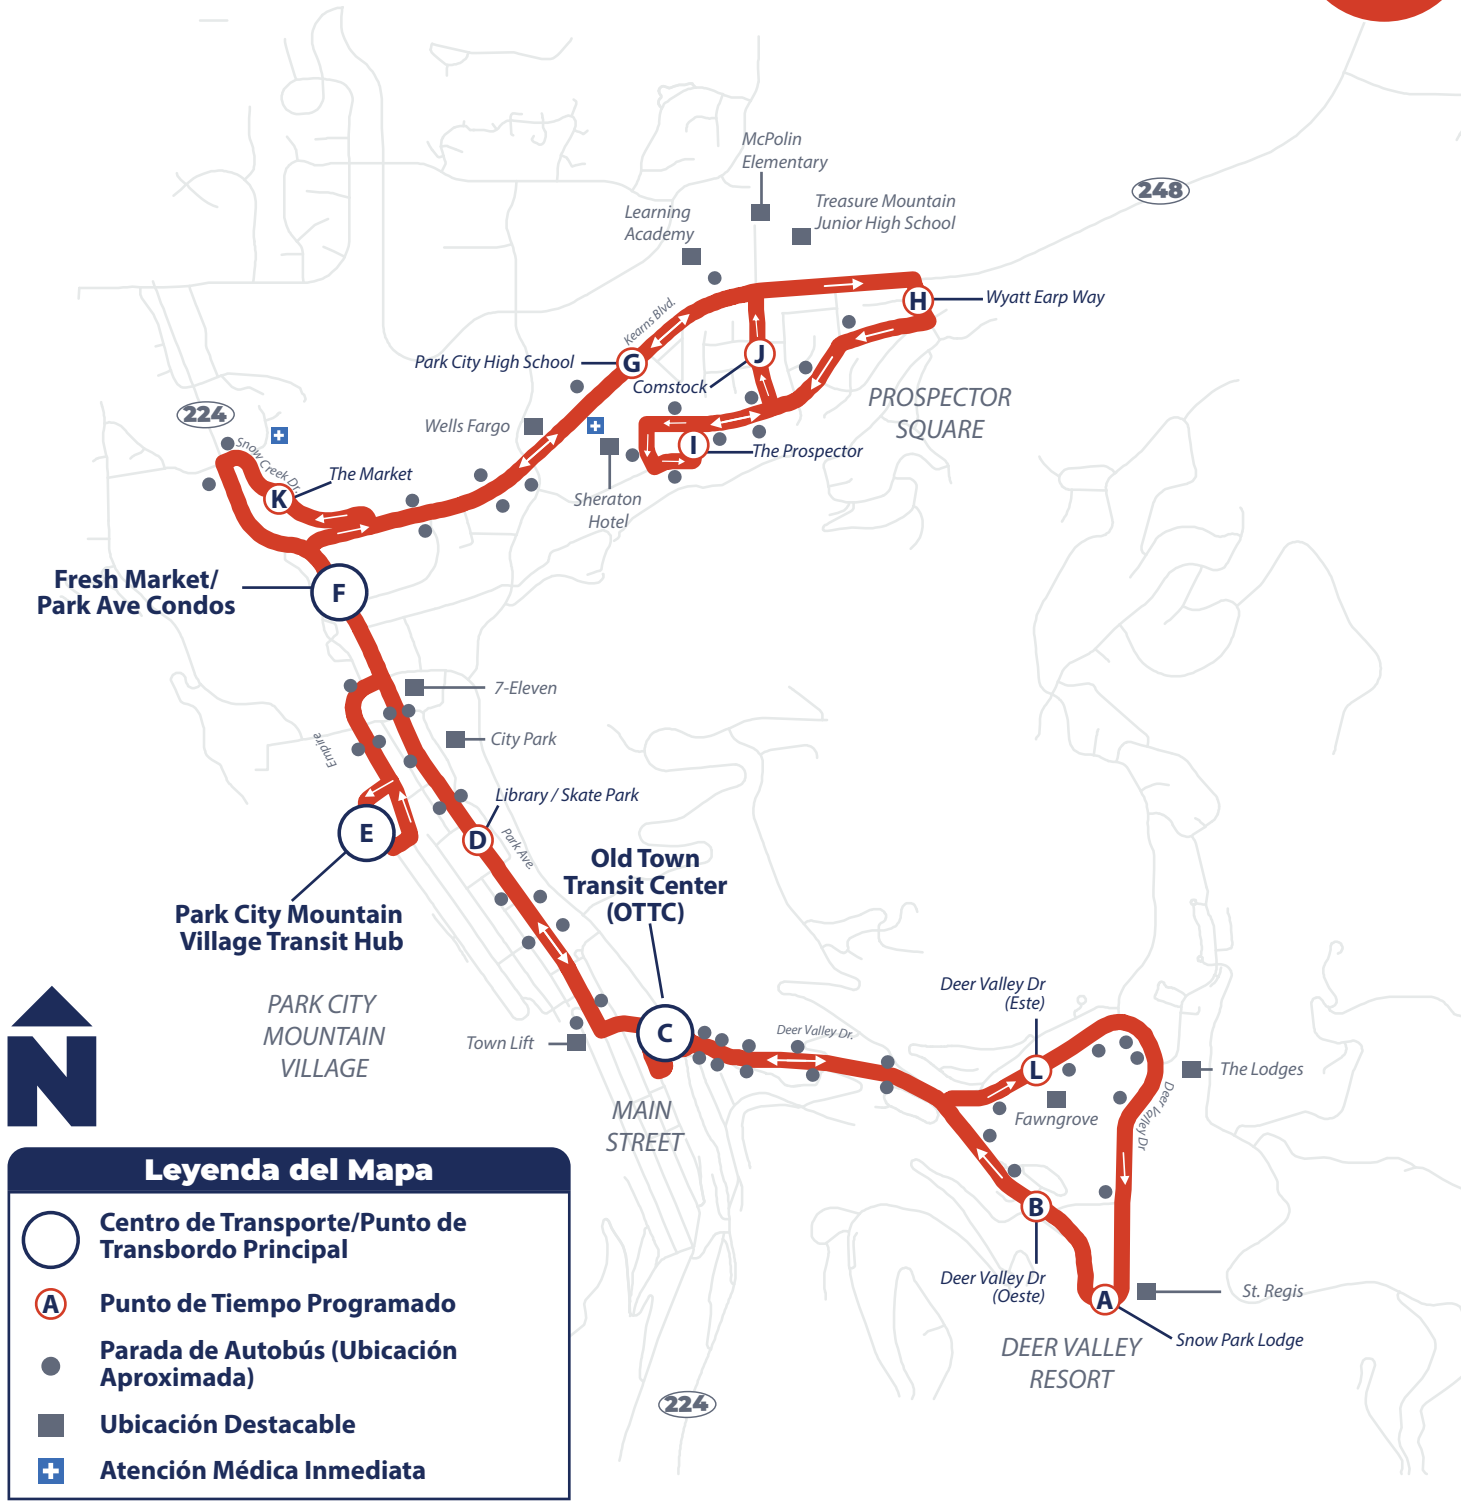 McPolin
Elementary
248
Learning
Academy
Treasure Mountain
Junior High School
Kearns Blvd.
H
Wyatt Earp Way
Park City High School
G
J
Comstock
PROSPECTOR
SQUARE
224
Wells Fargo
Snow Creek Dr.
The Market
K
I
The Prospector
Sheraton
Hotel
Fresh Market/
Park Ave Condos
F
7-Eleven
City Park
Empire
Library / Skate Park
E
D
Park Ave.
Old Town
Transit Center
(OTTC)
Park City Mountain
Village Transit Hub
PARK CITY
MOUNTAIN
VILLAGE
Town Lift
C
Deer Valley Dr.
Deer Valley Dr
(Este)
L
The Lodges
Fawngrove
Deer Valley Dr
MAIN
STREET
B
Deer Valley Dr
(Oeste)
A
St. Regis
Snow Park Lodge
DEER VALLEY
RESORT
224
N
Leyenda del Mapa
Centro de Transporte/Punto de
Transbordo Principal
A
Punto de Tiempo Programado
Parada de Autobús (Ubicación
Aproximada)
Ubicación Destacable
Atención Médica Inmediata